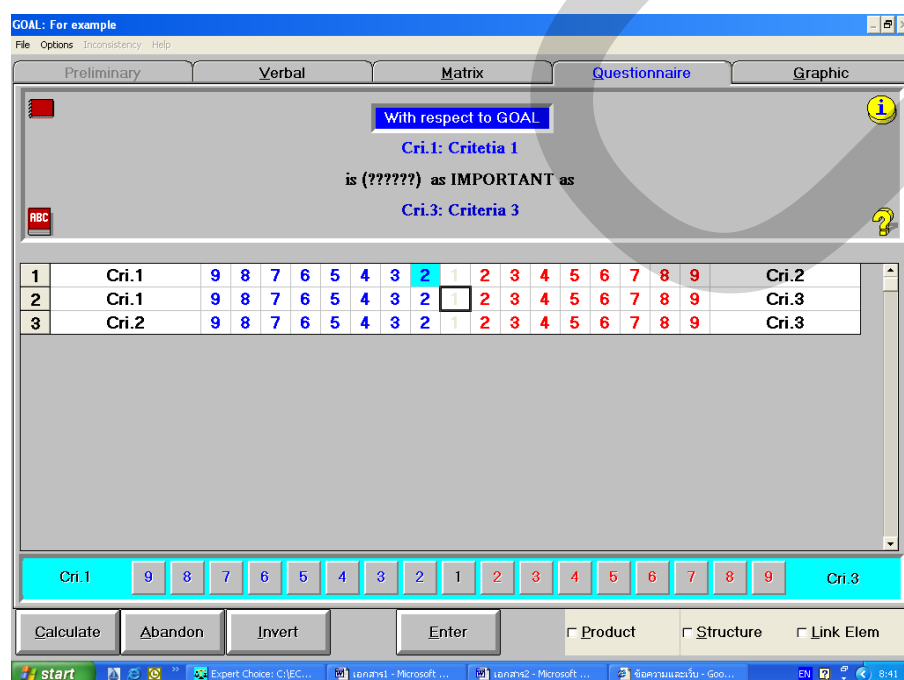 GOAL: For example
File Options Inconsistency Help
Preliminary Verbal Matrix Questionnaire Graphic
With respect to GOAL
Cri.1: Critetia 1
is (??????) as IMPORTANT as
Cri.3: Criteria 3
ABC
1 Cri.1 9 8 7 6 5 4 3 2 1 2 3 4 5 6 7 8 9 Cri.2
2 Cri.1 9 8 7 6 5 4 3 2 1 2 3 4 5 6 7 8 9 Cri.3
3 Cri.2 9 8 7 6 5 4 3 2 1 2 3 4 5 6 7 8 9 Cri.3
Cri.1 9 8 7 6 5 4 3 2 1 2 3 4 5 6 7 8 9 Cri.3
Calculate Abandon Invert Enter Product Structure Link Elem
start Expert Choice: C:\EC... เอกสาร1 - Microsoft ... เอกสาร2 - Microsoft ... ข้อความและเว็บ - Goo... EN 8:41